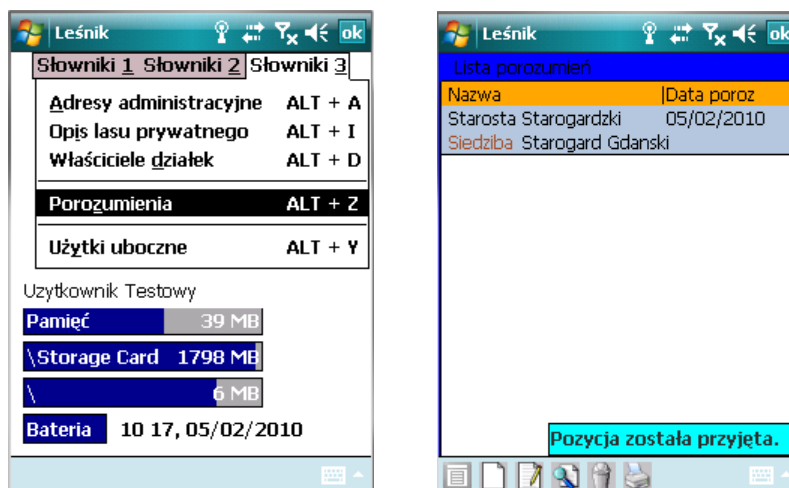 Leśnik ok
Słowniki 1 Słowniki 2 Słowniki 3
Adresy administracyjne ALT + A
Opis lasu prywatnego ALT + I
Właściciele działek ALT + D
Porozumienia ALT + Z
Użytki uboczne ALT + Y
Uzytkownik Testowy
Pamięć 39 MB
\Storage Card 1798 MB
\ 6 MB
Bateria 10 17, 05/02/2010
Leśnik ok
Lista porozumień
Nazwa |Data poroz
Starosta Starogardzki 05/02/2010
Siedziba Starogard Gdanski
Pozycja została przyjęta.